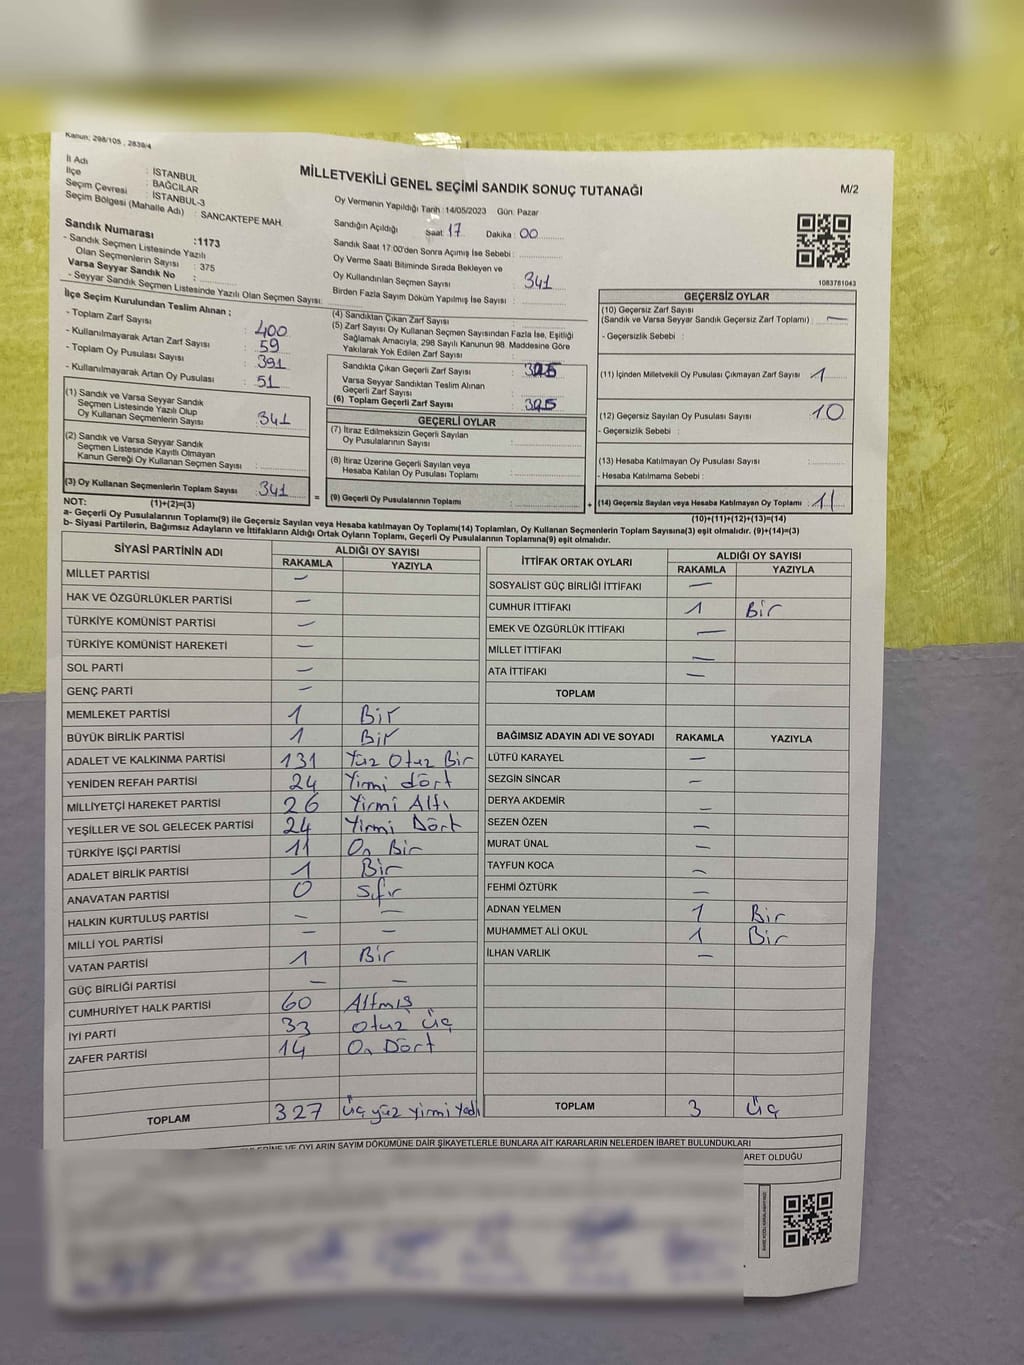 Kanun: 298/105 , 2839/4
MİLLETVEKİLİ GENEL SEÇİMİ SANDIK SONUÇ TUTANAĞI
M/2
İl Adı : İSTANBUL
İlçe : BAĞCILAR
Seçim Çevresi : İSTANBUL-3
Seçim Bölgesi (Mahalle Adı) : SANCAKTEPE MAH.
Sandık Numarası :1173
- Sandık Seçmen Listesinde Yazılı
Olan Seçmenlerin Sayısı : 375
Varsa Seyyar Sandık No :
- Seyyar Sandık Seçmen Listesinde Yazılı Olan Seçmen Sayısı:
Oy Vermenin Yapıldığı Tarih :14/05/2023 Gün: Pazar
Sandığın Açıldığı Saat 17 Dakika : 00
Sandık Saat 17:00'den Sonra Açımış İse Sebebi :
Oy Verme Saati Bitiminde Sırada Bekleyen ve
Oy Kullandırılan Seçmen Sayısı : 341
Birden Fazla Sayım Döküm Yapılmış İse Sayısı :
1083781043
İlçe Seçim Kurulundan Teslim Alınan ;
- Toplam Zarf Sayısı : 400
- Kullanılmayarak Artan Zarf Sayısı : 59
- Toplam Oy Pusulası Sayısı : 391
- Kullanılmayarak Artan Oy Pusulası : 51
(1) Sandık ve Varsa Seyyar Sandık
Seçmen Listesinde Yazılı Olup
Oy Kullanan Seçmenlerin Sayısı : 341
(2) Sandık ve Varsa Seyyar Sandık
Seçmen Listesinde Kayıtlı Olmayan
Kanun Gereği Oy Kullanan Seçmen Sayısı :
(3) Oy Kullanan Seçmenlerin Toplam Sayısı : 341
(4) Sandıktan Çıkan Zarf Sayısı :
(5) Zarf Sayısı Oy Kullanan Seçmen Sayısından Fazla İse, Eşitliği
Sağlamak Amacıyla, 298 Sayılı Kanunun 98. Maddesine Göre
Yakılarak Yok Edilen Zarf Sayısı :
Sandıkta Çıkan Geçerli Zarf Sayısı :
Varsa Seyyar Sandıktan Teslim Alınan
Geçerli Zarf Sayısı :
(6) Toplam Geçerli Zarf Sayısı :
GEÇERLİ OYLAR
(7) İtiraz Edilmeksizin Geçerli Sayılan
Oy Pusulalarının Sayısı :
(8) İtiraz Üzerine Geçerli Sayılan veya
Hesaba Katılan Oy Pusulası Toplamı :
= (9) Geçerli Oy Pusulalarının Toplamı :
GEÇERSİZ OYLAR
(10) Geçersiz Zarf Sayısı
(Sandık ve Varsa Seyyar Sandık Geçersiz Zarf Toplamı) : —
- Geçersizlik Sebebi :
(11) İçinden Milletvekili Oy Pusulası Çıkmayan Zarf Sayısı : 1
(12) Geçersiz Sayılan Oy Pusulası Sayısı : 10
- Geçersizlik Sebebi :
(13) Hesaba Katılmayan Oy Pusulası Sayısı :
- Hesaba Katılmama Sebebi :
+ (14) Geçersiz Sayılan veya Hesaba Katılmayan Oy Toplamı : 11
NOT: (1)+(2)=(3)
(10)+(11)+(12)+(13)=(14)
a- Geçerli Oy Pusulalarının Toplamı(9) ile Geçersiz Sayılan veya Hesaba Katılmayan Oy Toplamı(14) Toplamları, Oy Kullanan Seçmenlerin Toplam Sayısına(3) eşit olmalıdır. (9)+(14)=(3)
b- Siyasi Partilerin, Bağımsız Adayların ve İttifakların Aldığı Ortak Oyların Toplamı, Geçerli Oy Pusulalarının Toplamına(9) eşit olmalıdır.
SİYASİ PARTİNİN ADI ALDIĞI OY SAYISI
RAKAMLA YAZIYLA
MİLLET PARTİSİ —
HAK VE ÖZGÜRLÜKLER PARTİSİ —
TÜRKİYE KOMÜNİST PARTİSİ —
TÜRKİYE KOMÜNİST HAREKETİ —
SOL PARTİ —
GENÇ PARTİ —
MEMLEKET PARTİSİ 1 Bir
BÜYÜK BİRLİK PARTİSİ 1 Bir
ADALET VE KALKINMA PARTİSİ 131 Yüz Otuz Bir
YENİDEN REFAH PARTİSİ 24 Yirmi dört
MİLLİYETÇİ HAREKET PARTİSİ 26 Yirmi Altı
YEŞİLLER VE SOL GELECEK PARTİSİ 24 Yirmi Dört
TÜRKİYE İŞÇİ PARTİSİ 11 On Bir
ADALET BİRLİK PARTİSİ 1 Bir
ANAVATAN PARTİSİ 0 Sıfır
HALKIN KURTULUŞ PARTİSİ — —
MİLLİ YOL PARTİSİ — —
VATAN PARTİSİ 1 Bir
GÜÇ BİRLİĞİ PARTİSİ — —
CUMHURİYET HALK PARTİSİ 60 Altmış
İYİ PARTİ 33 Otuz üç
ZAFER PARTİSİ 14 On Dört
TOPLAM 327 üç yüz yirmi yedi
İTTİFAK ORTAK OYLARI ALDIĞI OY SAYISI
RAKAMLA YAZIYLA
SOSYALİST GÜÇ BİRLİĞİ İTTİFAKI —
CUMHUR İTTİFAKI 1 Bir
EMEK VE ÖZGÜRLÜK İTTİFAKI —
MİLLET İTTİFAKI —
ATA İTTİFAKI —
TOPLAM
BAĞIMSIZ ADAYIN ADI VE SOYADI RAKAMLA YAZIYLA
LÜTFÜ KARAYEL —
SEZGİN SİNCAR —
DERYA AKDEMİR —
SEZEN ÖZEN —
MURAT ÜNAL —
TAYFUN KOCA —
FEHMİ ÖZTÜRK —
ADNAN YELMEN 1 Bir
MUHAMMET ALİ OKUL 1 Bir
İLHAN VARLIK —
TOPLAM 3 üç
VE OYLARIN SAYIM DÖKÜMÜNE DAİR ŞİKAYETLERLE BUNLARA AİT KARARLARIN NELERDEN İBARET BULUNDUKLARI
ARET OLDUĞU